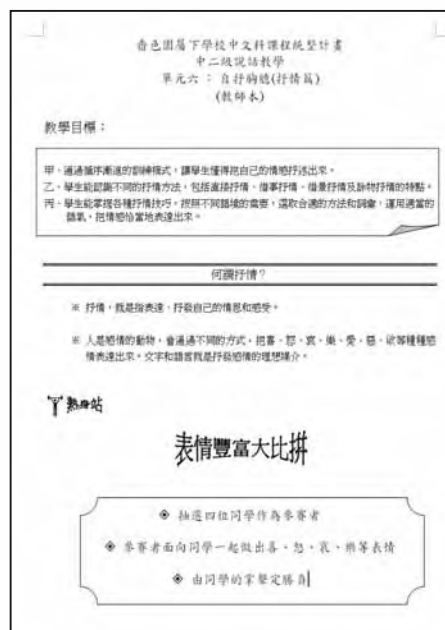 嗇色園屬下學校中文科課程統整計畫
中二級說話教學
單元六：自抒胸臆(抒情篇)
(教師本)
教學目標：
甲、通過循序漸進的訓練模式，讓學生懂得把自己的情感抒述出來。
乙、學生能認識不同的抒情方法，包括直接抒情、借事抒情、借景抒情及詠物抒情的特點。
丙、學生能掌握各種抒情技巧，按照不同語境的需要，選取合適的方法和詞彙，運用適當的
語氣，把情感恰當地表達出來。
何謂抒情？
※ 抒情，就是指表達、抒發自己的情思和感受。
※ 人是感情的動物，會通過不同的方式，把喜、怒、哀、樂、愛、惡、欲等種種感
情表達出來。文字和語言就是抒發感情的理想媒介。
熱身站
表情豐富大比拼
◈ 抽選四位同學作為參賽者
◈ 參賽者面向同學一起做出喜、怒、哀、樂等表情
◈ 由同學的掌聲定勝負